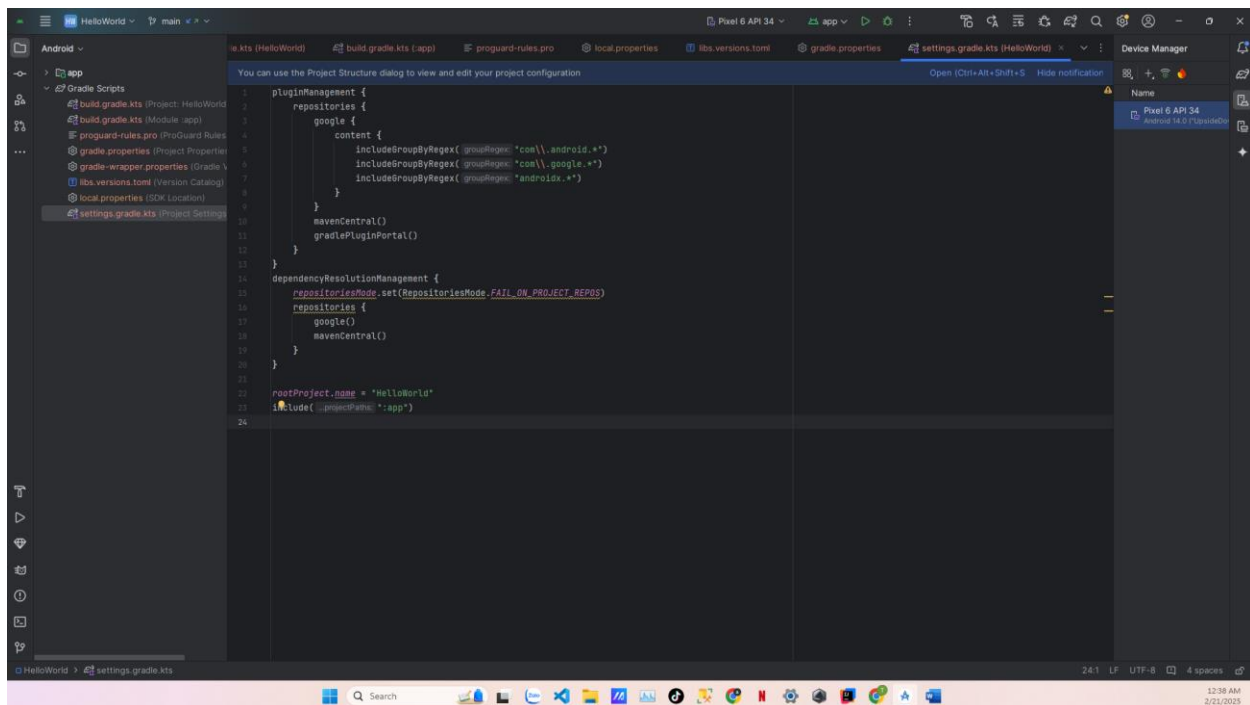 HW HelloWorld main Pixel 6 API 34 app
Android
le.kts (HelloWorld) build.gradle.kts (:app) proguard-rules.pro local.properties libs.versions.toml gradle.properties settings.gradle.kts (HelloWorld)
Device Manager
You can use the Project Structure dialog to view and edit your project configuration
Open (Ctrl+Alt+Shift+S Hide notification
app
Gradle Scripts
build.gradle.kts (Project: HelloWorld
build.gradle.kts (Module :app)
proguard-rules.pro (ProGuard Rules
gradle.properties (Project Propertie
gradle-wrapper.properties (Gradle V
libs.versions.toml (Version Catalog)
local.properties (SDK Location)
settings.gradle.kts (Project Settings
1 pluginManagement {
2 repositories {
3 google {
4 content {
5 includeGroupByRegex( groupRegex: "com\\.android.*")
6 includeGroupByRegex( groupRegex: "com\\.google.*")
7 includeGroupByRegex( groupRegex: "androidx.*")
8 }
9 }
10 mavenCentral()
11 gradlePluginPortal()
12 }
13 }
14 dependencyResolutionManagement {
15 repositoriesMode.set(RepositoriesMode.FAIL_ON_PROJECT_REPOS)
16 repositories {
17 google()
18 mavenCentral()
19 }
20 }
21
22 rootProject.name = "HelloWorld"
23 include( ...projectPaths: ":app")
24
Name
Pixel 6 API 34
Android 14.0 ("UpsideDow
HelloWorld > settings.gradle.kts
24:1 LF UTF-8 4 spaces
Search
12:38 AM
2/21/2025